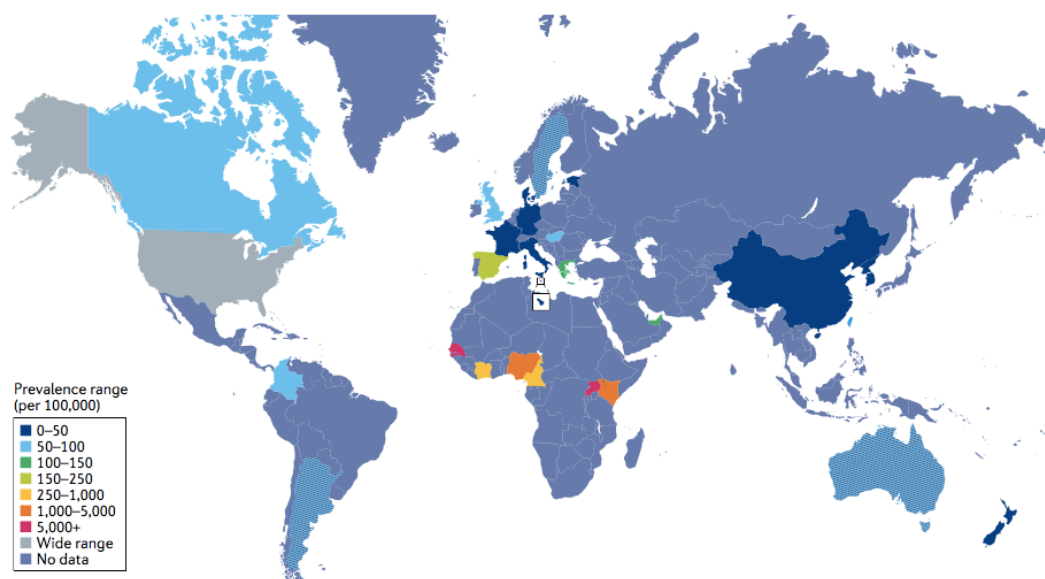 Prevalence range
(per 100,000)
0–50
50–100
100–150
150–250
250–1,000
1,000–5,000
5,000+
Wide range
No data